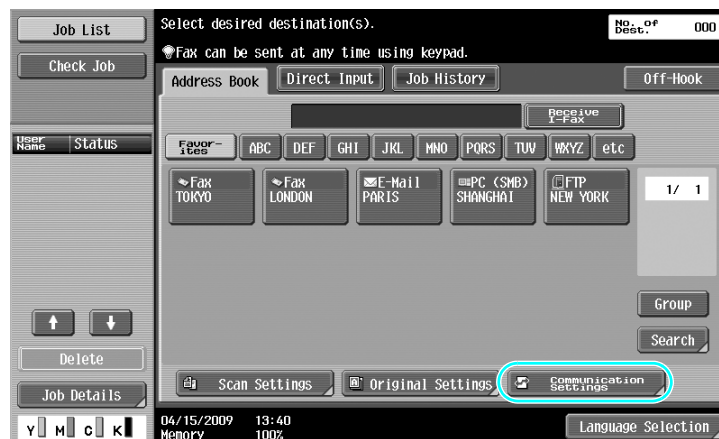 Job List
Check Job
User Name Status
Delete
Job Details
Y M C K
Select desired destination(s).
No. of Dest. 000
Fax can be sent at any time using keypad.
Address Book Direct Input Job History Off-Hook
Receive I-Fax
Favor-ites ABC DEF GHI JKL MNO PQRS TUV WXYZ etc
Fax TOKYO
Fax LONDON
E-Mail PARIS
PC (SMB) SHANGHAI
FTP NEW YORK
1/ 1
Group
Search
Scan Settings Original Settings Communication Settings
04/15/2009 13:40
Memory 100%
Language Selection